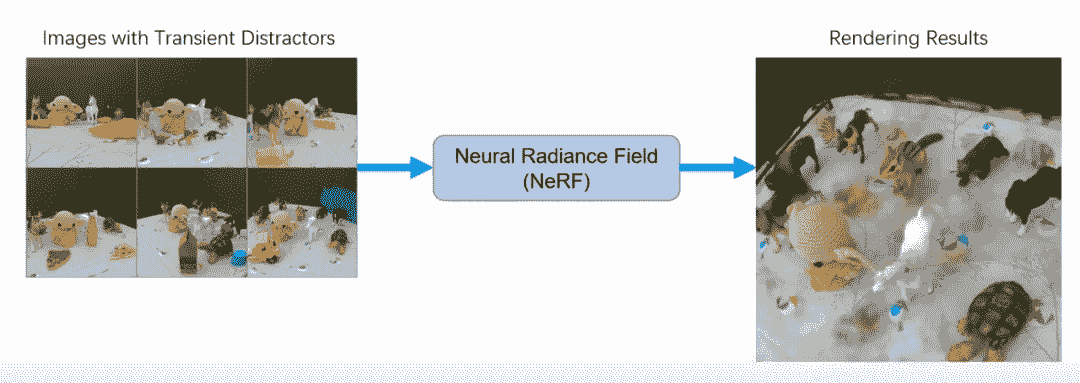 Images with Transient Distractors
Rendering Results
Neural Radiance Field
(NeRF)